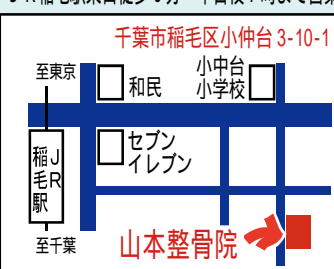 千葉市稲毛区小仲台3-10-1
至東京
和民
小中台
小学校
セブン
イレブン
JR
稲毛駅
至千葉
山本整骨院